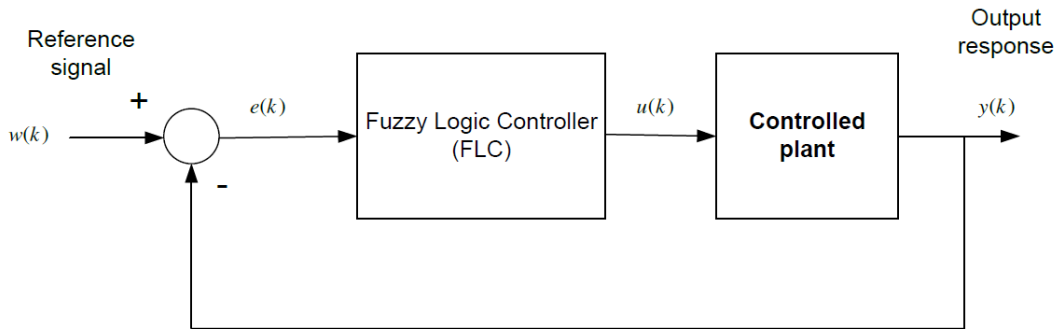 Reference
signal
+
w(k)
-
e(k)
Fuzzy Logic Controller
(FLC)
u(k)
Controlled
plant
Output
response
y(k)